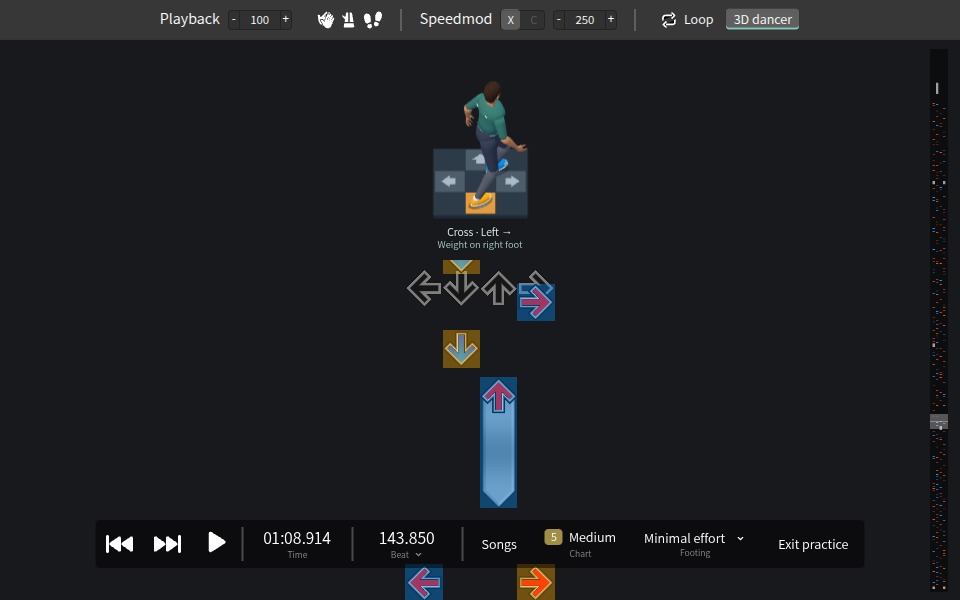 Playback - 100 + Speedmod X C - 250 + Loop 3D dancer
Cross · Left →
Weight on right foot
01:08.914
Time
143.850
Beat
Songs
5 Medium
Chart
Minimal effort
Footing
Exit practice